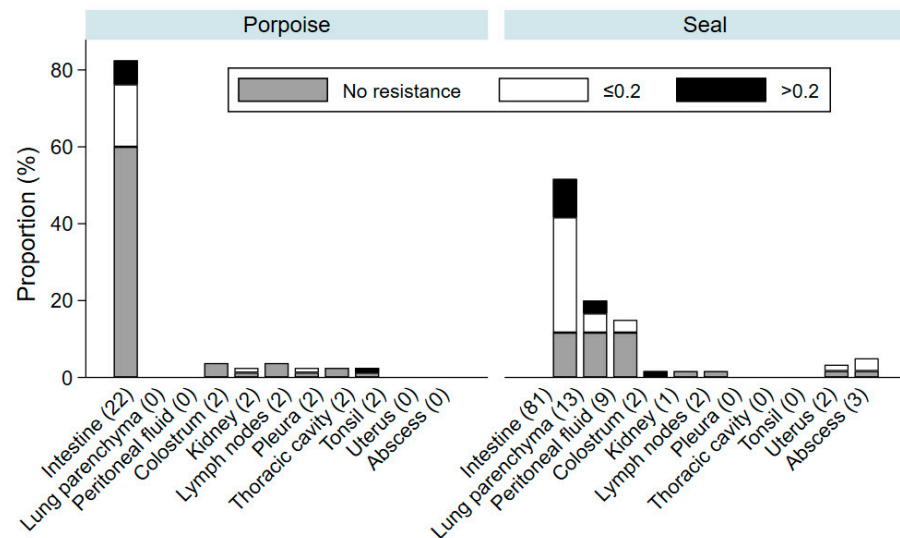 Porpoise
Seal
No resistance
≤0.2
>0.2
Proportion (%)
80
60
40
20
0
Intestine (22)
Lung parenchyma (0)
Peritoneal fluid (0)
Colostrum (2)
Kidney (2)
Lymph nodes (2)
Pleura (2)
Thoracic cavity (2)
Tonsil (2)
Uterus (0)
Abscess (0)
Intestine (81)
Lung parenchyma (13)
Peritoneal fluid (9)
Colostrum (2)
Kidney (1)
Lymph nodes (2)
Pleura (0)
Thoracic cavity (0)
Tonsil (0)
Uterus (2)
Abscess (3)